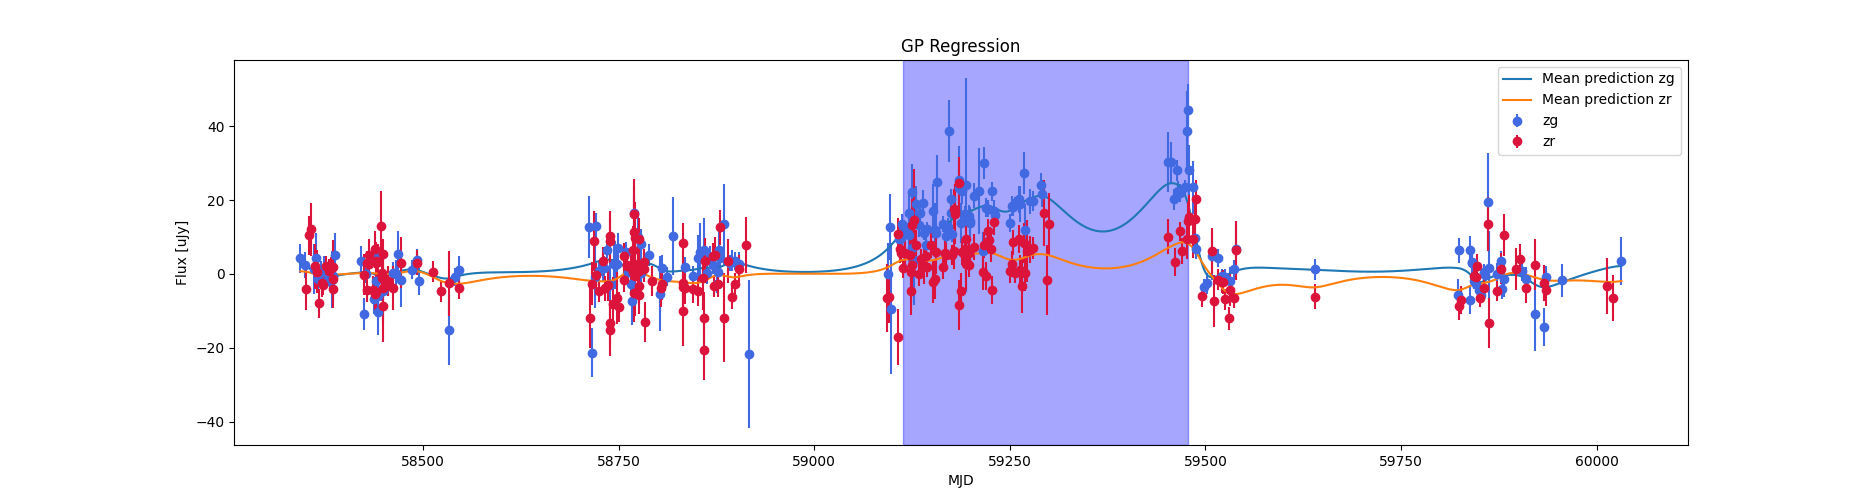 GP Regression
Flux [uJy]
40
20
0
−20
−40
Mean prediction zg
Mean prediction zr
zg
zr
58500 58750 59000 59250 59500 59750 60000
MJD